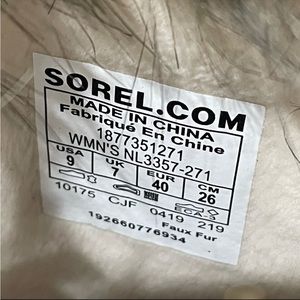 SOREL.COM
MADE IN CHINA
Fabriqué En Chine
1877351271
WMN'S NL3357-271
USA UK EUR CM
9 7 40 26
10175 CJF 0419 219
Faux Fur
192660776934